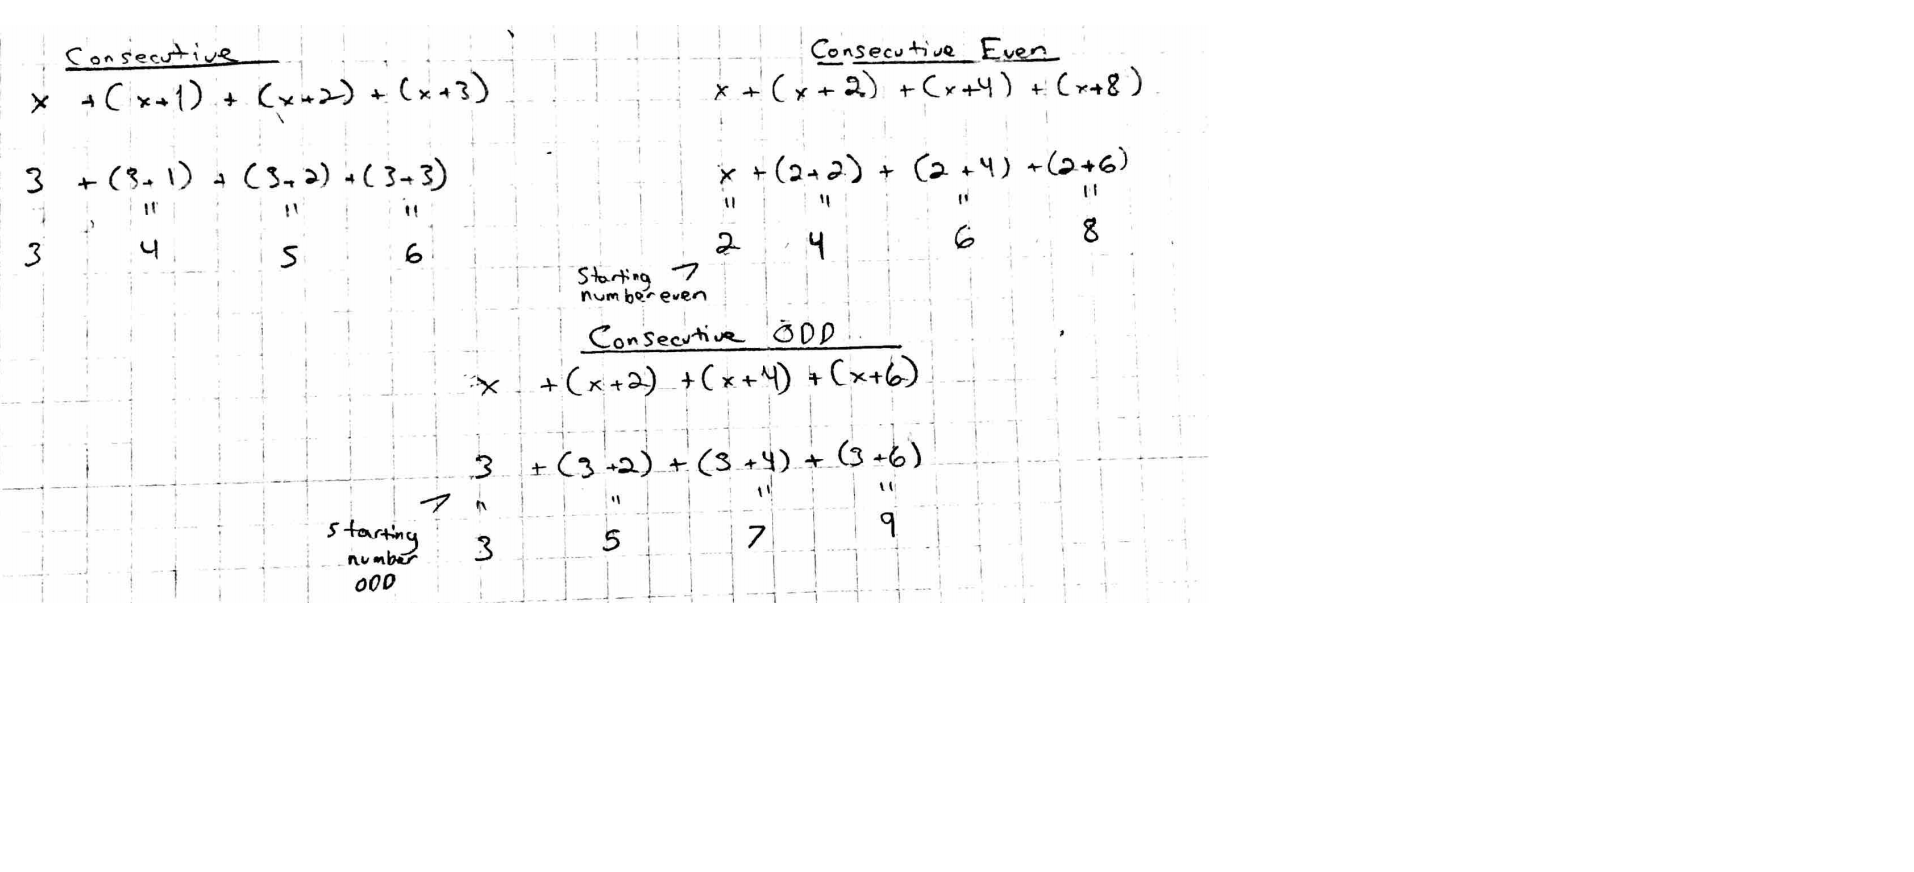 Consecutive
x + (x+1) + (x+2) + (x+3)
3 + (3+1) + (3+2) + (3+3)
" " "
3 4 5 6
Consecutive Even
x + (x+2) + (x+4) + (x+8)
x + (2+2) + (2+4) + (2+6)
" " " "
2 4 6 8
Starting
number even
Consecutive ODD
x + (x+2) + (x+4) + (x+6)
3 + (3+2) + (3+4) + (3+6)
" " " "
3 5 7 9
Starting
number
ODD